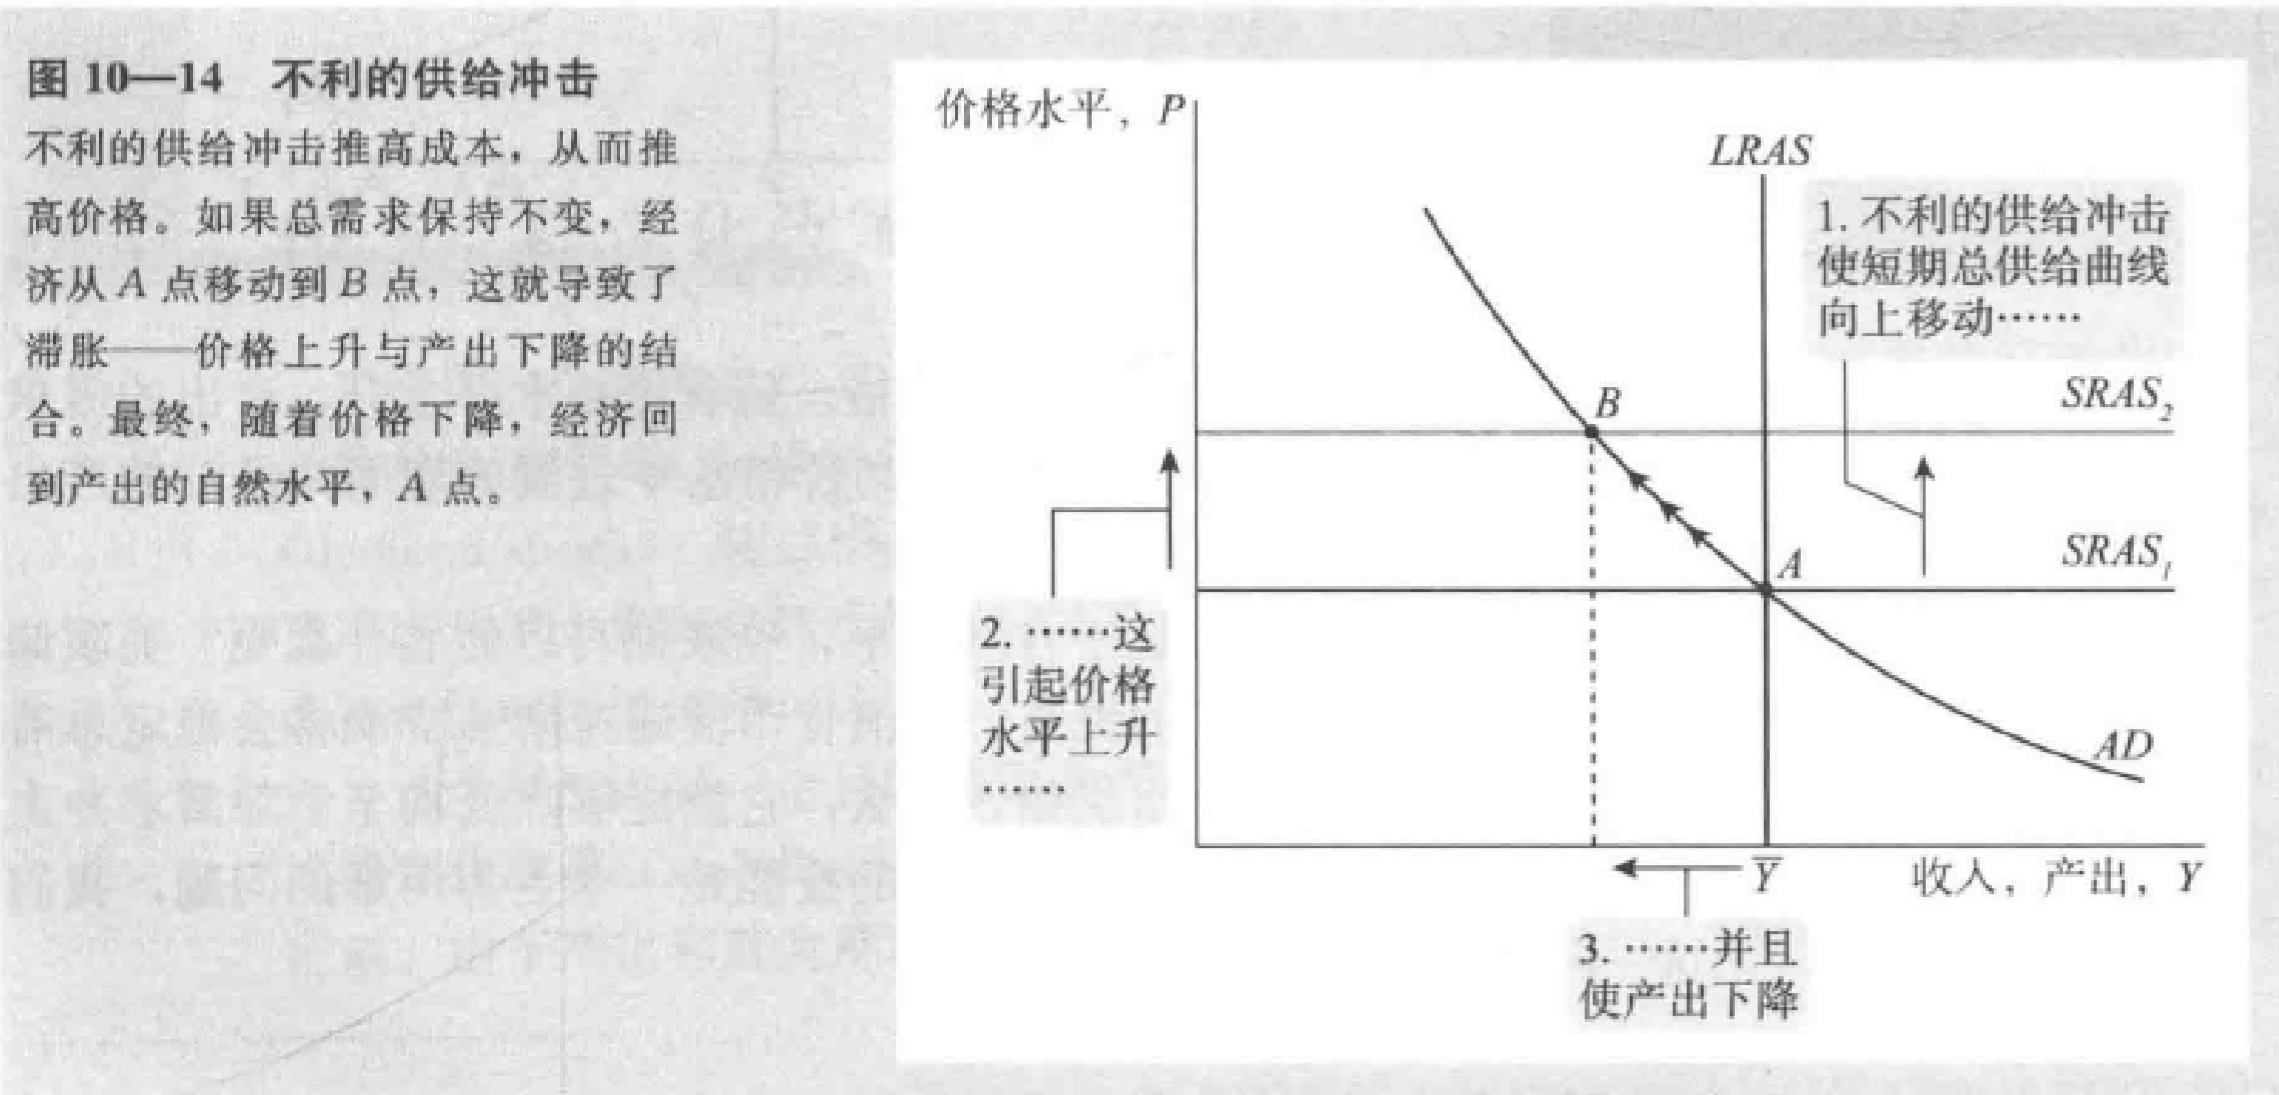 图 10—14　不利的供给冲击
不利的供给冲击推高成本，从而推
高价格。如果总需求保持不变，经
济从 A 点移动到 B 点，这就导致了
滞胀——价格上升与产出下降的结
合。最终，随着价格下降，经济回
到产出的自然水平，A 点。
价格水平，P
LRAS
1. 不利的供给冲击
使短期总供给曲线
向上移动……
SRAS₂
B
SRAS₁
A
2. ……这
引起价格
水平上升
……
AD
Y̅
收入，产出，Y
3. ……并且
使产出下降